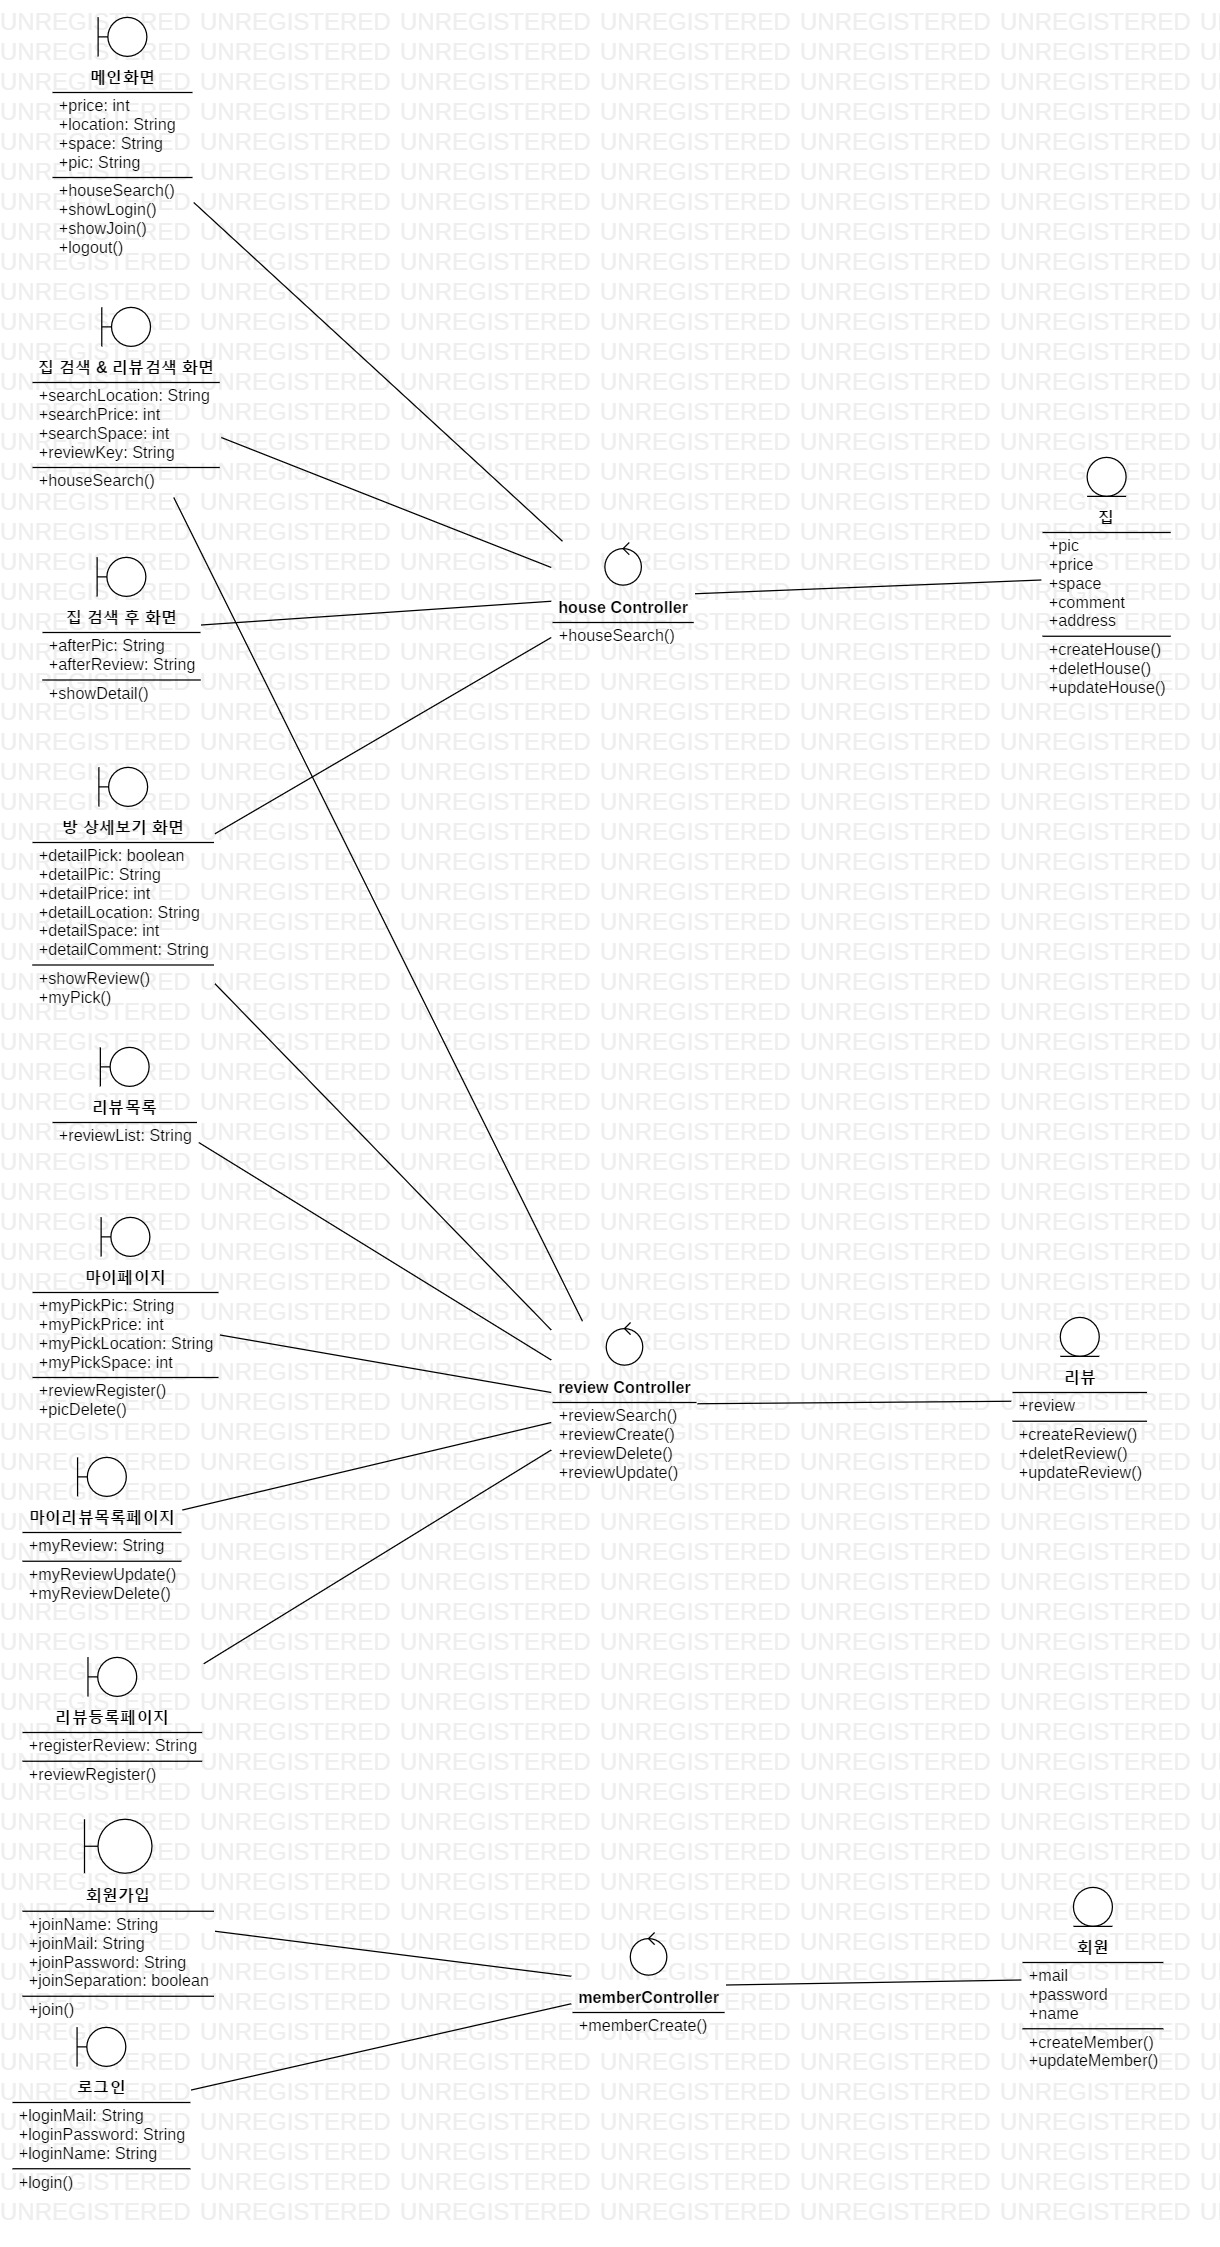 메인화면
+price: int
+location: String
+space: String
+pic: String
+houseSearch()
+showLogin()
+showJoin()
+logout()
집 검색 & 리뷰검색 화면
+searchLocation: String
+searchPrice: int
+searchSpace: int
+reviewKey: String
+houseSearch()
집 검색 후 화면
+afterPic: String
+afterReview: String
+showDetail()
방 상세보기 화면
+detailPick: boolean
+detailPic: String
+detailPrice: int
+detailLocation: String
+detailSpace: int
+detailComment: String
+showReview()
+myPick()
리뷰목록
+reviewList: String
마이페이지
+myPickPic: String
+myPickPrice: int
+myPickLocation: String
+myPickSpace: int
+reviewRegister()
+picDelete()
마이리뷰목록페이지
+myReview: String
+myReviewUpdate()
+myReviewDelete()
리뷰등록페이지
+registerReview: String
+reviewRegister()
회원가입
+joinName: String
+joinMail: String
+joinPassword: String
+joinSeparation: boolean
+join()
로그인
+loginMail: String
+loginPassword: String
+loginName: String
+login()
house Controller
+houseSearch()
review Controller
+reviewSearch()
+reviewCreate()
+reviewDelete()
+reviewUpdate()
memberController
+memberCreate()
집
+pic
+price
+space
+comment
+address
+createHouse()
+deletHouse()
+updateHouse()
리뷰
+review
+createReview()
+deletReview()
+updateReview()
회원
+mail
+password
+name
+createMember()
+updateMember()
UNREGISTERED